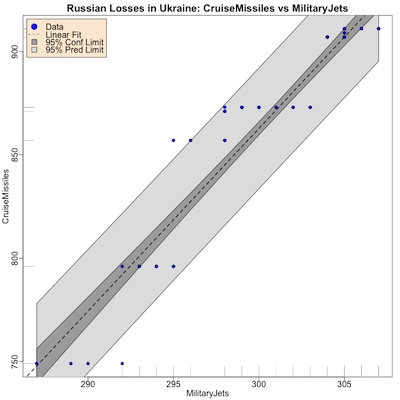 Russian Losses in Ukraine: CruiseMissiles vs MilitaryJets
Data
Linear Fit
95% Conf Limit
95% Pred Limit
CruiseMissiles
900
850
800
750
290
295
300
305
MilitaryJets